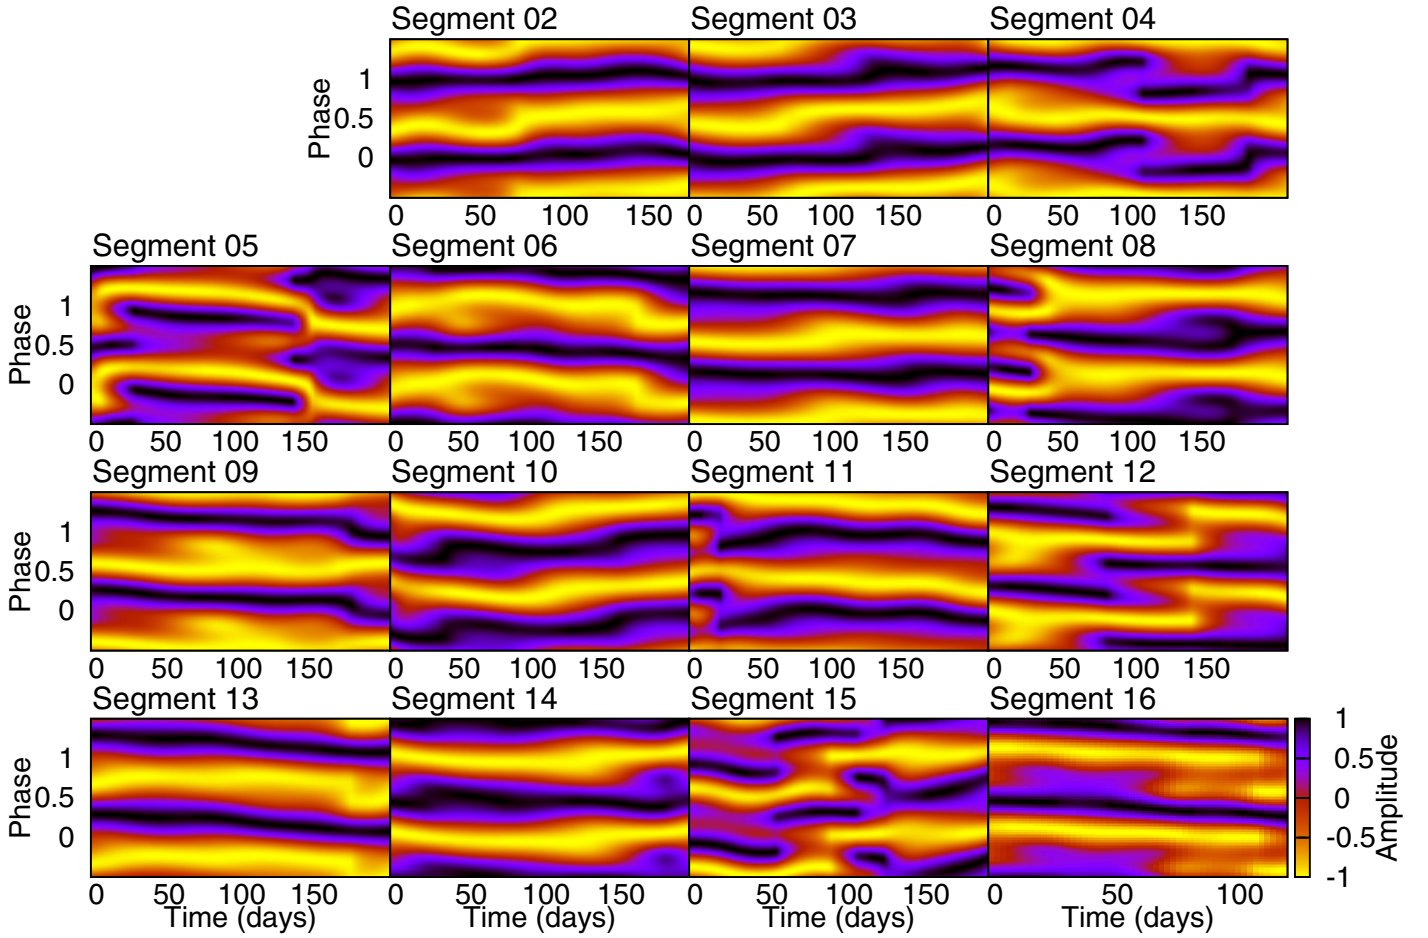 Segment 02 Segment 03 Segment 04
Phase 1 0.5 0
0 50 100 150 0 50 100 150 0 50 100 150
Segment 05 Segment 06 Segment 07 Segment 08
Phase 1 0.5 0
0 50 100 150 0 50 100 150 0 50 100 150 0 50 100 150
Segment 09 Segment 10 Segment 11 Segment 12
Phase 1 0.5 0
0 50 100 150 0 50 100 150 0 50 100 150 0 50 100 150
Segment 13 Segment 14 Segment 15 Segment 16
Phase 1 0.5 0
0 50 100 150 0 50 100 150 0 50 100 150 0 50 100
Time (days) Time (days) Time (days) Time (days)
1 0.5 0 -0.5 -1
Amplitude